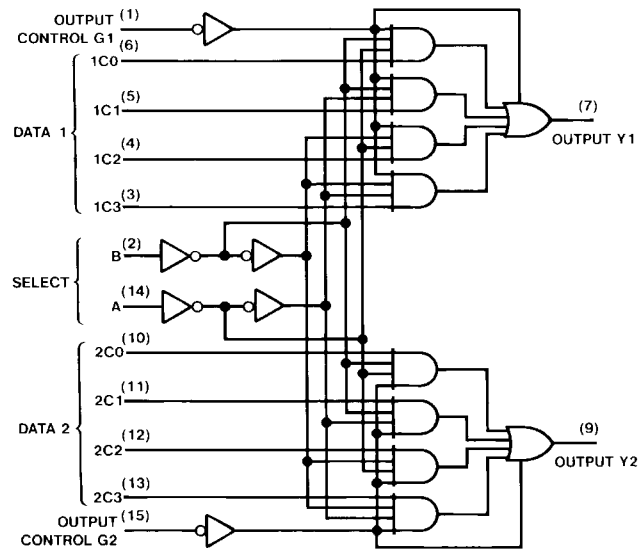 OUTPUT (1)
CONTROL G1
(6)
1C0
(5)
1C1
DATA 1
(4)
1C2
(3)
1C3
(7)
OUTPUT Y1
B (2)
SELECT
(14)
A
(10)
2C0
(11)
2C1
DATA 2
(12)
2C2
(13)
2C3
OUTPUT (15)
CONTROL G2
(9)
OUTPUT Y2